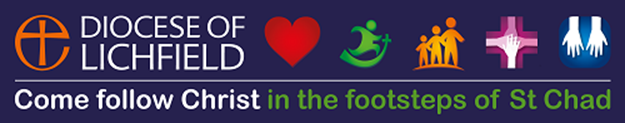 DIOCESE OF
LICHFIELD
Come follow Christ in the footsteps of St Chad